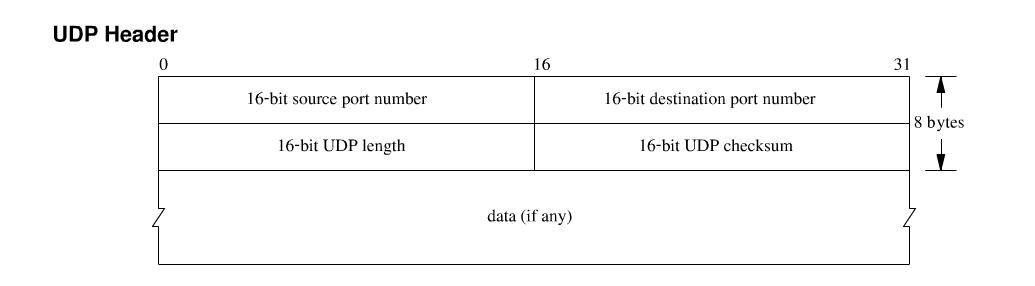 UDP Header
0 16 31
16-bit source port number 16-bit destination port number
8 bytes
16-bit UDP length 16-bit UDP checksum
data (if any)